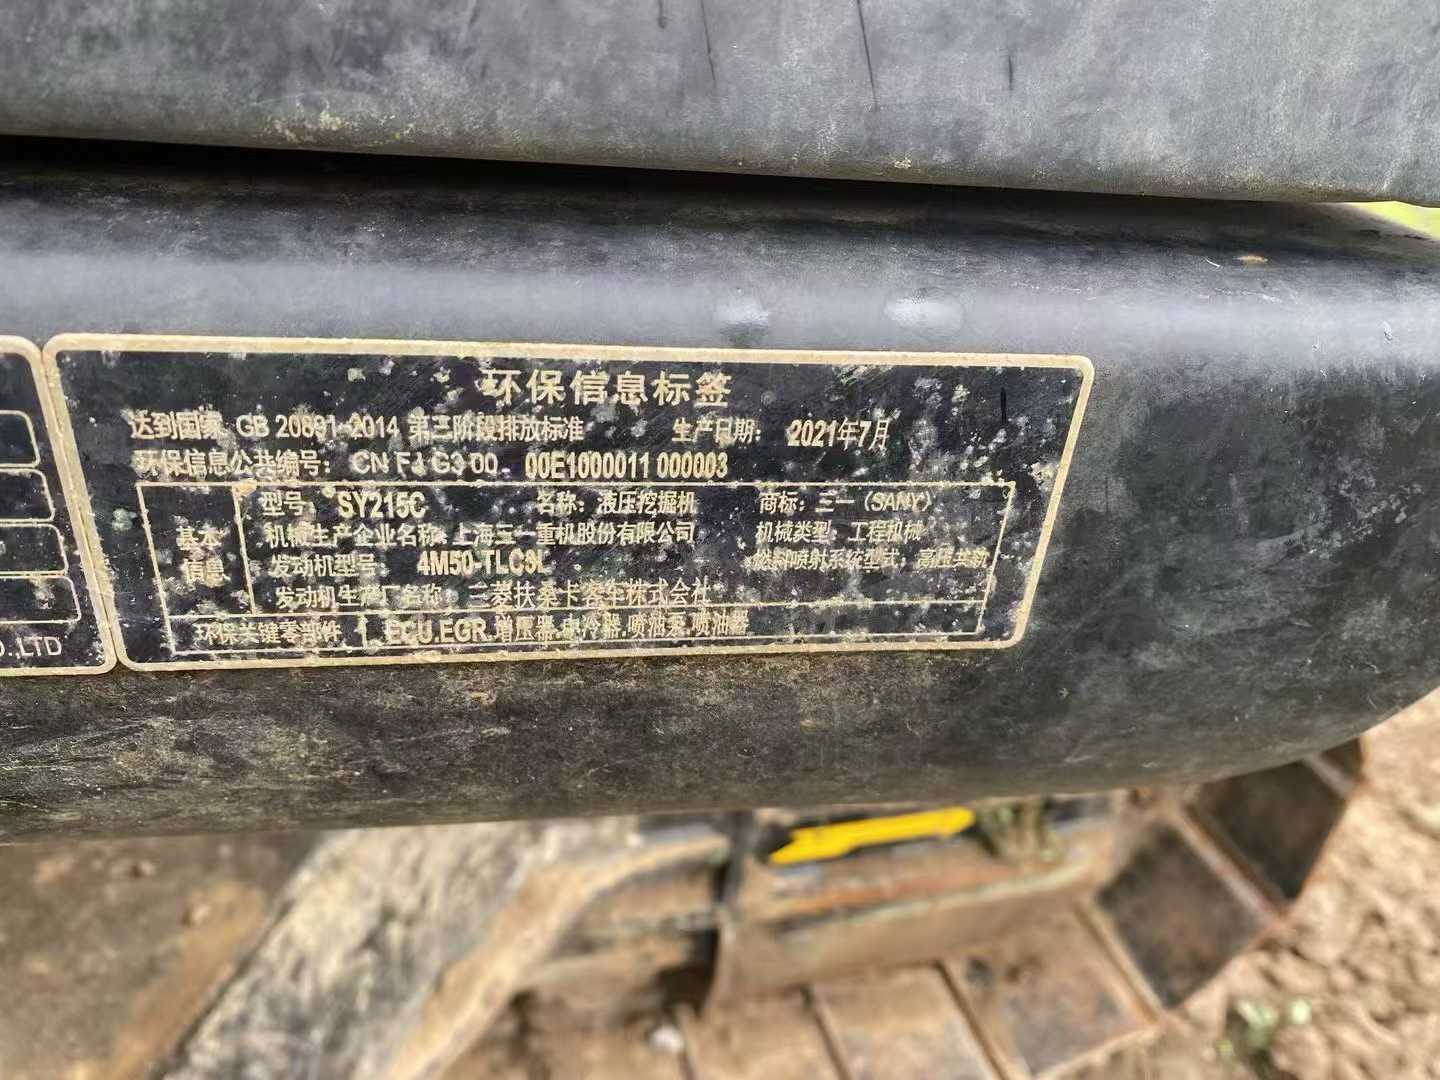 环保信息标签
达到国家 GB 20891-2014 第三阶段排放标准 生产日期: 2021年7月
环保信息公共编号: CN FJ G3 00 00E1000011 000003
型号: SY215C 名称: 液压挖掘机 商标: 三一 (SANY)
基本信息
机械生产企业名称: 上海三一重机股份有限公司 机械类型: 工程机械
发动机型号: 4M50-TLC3L 燃料喷射系统型式: 高压共轨
发动机生产厂名称: 三菱扶桑卡客车株式会社
环保关键零部件 ECU.EGR.增压器.中冷器.喷油泵.喷油器
.LTD